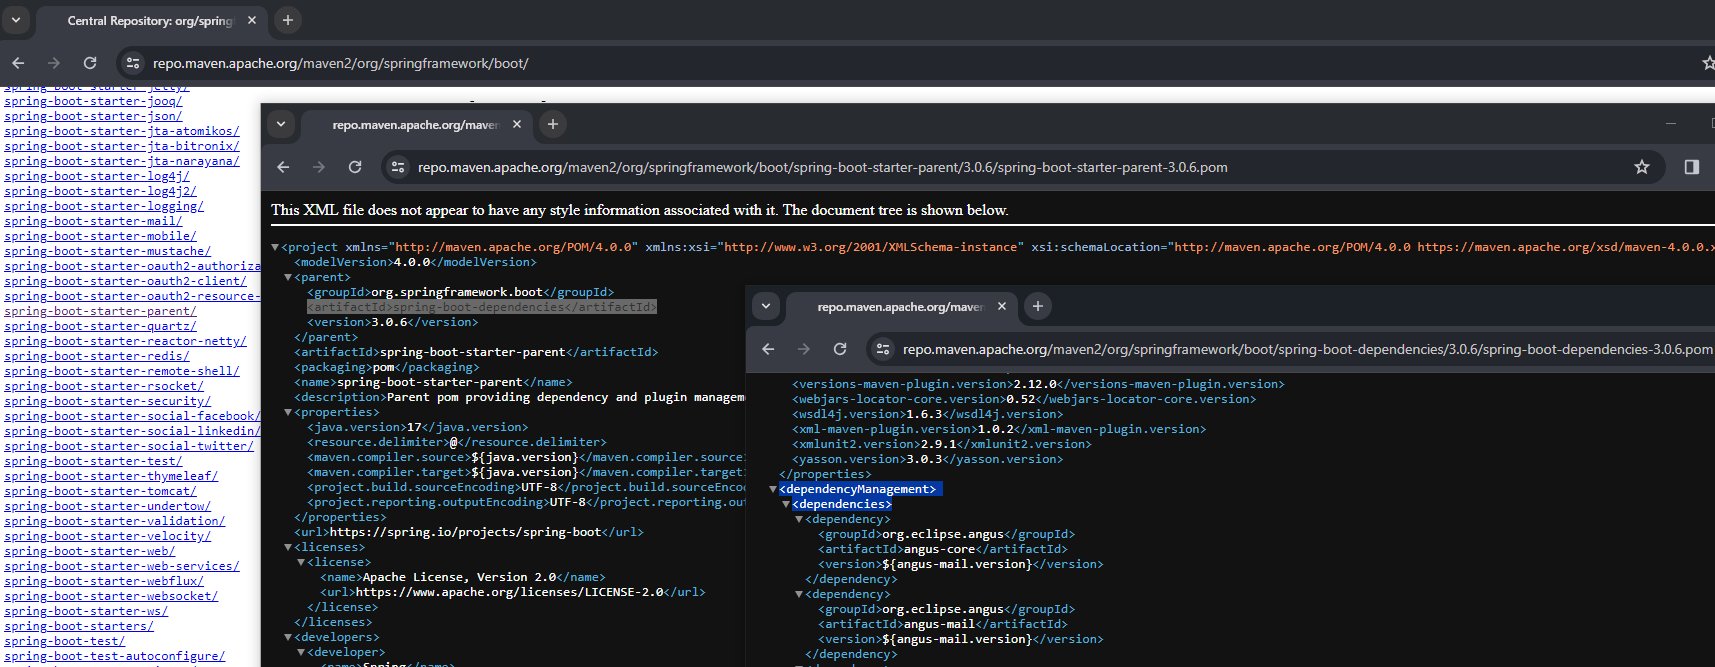 Central Repository: org/spring
repo.maven.apache.org/maven2/org/springframework/boot/
spring-boot-starter-jetty/
spring-boot-starter-jooq/
spring-boot-starter-json/
spring-boot-starter-jta-atomikos/
spring-boot-starter-jta-bitronix/
spring-boot-starter-jta-narayana/
spring-boot-starter-log4j/
spring-boot-starter-log4j2/
spring-boot-starter-logging/
spring-boot-starter-mail/
spring-boot-starter-mobile/
spring-boot-starter-mustache/
spring-boot-starter-oauth2-authoriza
spring-boot-starter-oauth2-client/
spring-boot-starter-oauth2-resource-
spring-boot-starter-parent/
spring-boot-starter-quartz/
spring-boot-starter-reactor-netty/
spring-boot-starter-redis/
spring-boot-starter-remote-shell/
spring-boot-starter-rsocket/
spring-boot-starter-security/
spring-boot-starter-social-facebook/
spring-boot-starter-social-linkedin/
spring-boot-starter-social-twitter/
spring-boot-starter-test/
spring-boot-starter-thymeleaf/
spring-boot-starter-tomcat/
spring-boot-starter-undertow/
spring-boot-starter-validation/
spring-boot-starter-velocity/
spring-boot-starter-web/
spring-boot-starter-web-services/
spring-boot-starter-webflux/
spring-boot-starter-websocket/
spring-boot-starter-ws/
spring-boot-starters/
spring-boot-test/
spring-boot-test-autoconfigure/
repo.maven.apache.org/maven
repo.maven.apache.org/maven2/org/springframework/boot/spring-boot-starter-parent/3.0.6/spring-boot-starter-parent-3.0.6.pom
This XML file does not appear to have any style information associated with it. The document tree is shown below.
<project xmlns="http://maven.apache.org/POM/4.0.0" xmlns:xsi="http://www.w3.org/2001/XMLSchema-instance" xsi:schemaLocation="http://maven.apache.org/POM/4.0.0 https://maven.apache.org/xsd/maven-4.0.0.x
<modelVersion>4.0.0</modelVersion>
<parent>
<groupId>org.springframework.boot</groupId>
<artifactId>spring-boot-dependencies</artifactId>
<version>3.0.6</version>
</parent>
<artifactId>spring-boot-starter-parent</artifactId>
<packaging>pom</packaging>
<name>spring-boot-starter-parent</name>
<description>Parent pom providing dependency and plugin managem
<properties>
<java.version>17</java.version>
<resource.delimiter>@</resource.delimiter>
<maven.compiler.source>${java.version}</maven.compiler.source
<maven.compiler.target>${java.version}</maven.compiler.target
<project.build.sourceEncoding>UTF-8</project.build.sourceEnco
<project.reporting.outputEncoding>UTF-8</project.reporting.ou
</properties>
<url>https://spring.io/projects/spring-boot</url>
<licenses>
<license>
<name>Apache License, Version 2.0</name>
<url>https://www.apache.org/licenses/LICENSE-2.0</url>
</license>
</licenses>
<developers>
<developer>
<name>Spring</name>
repo.maven.apache.org/maven
repo.maven.apache.org/maven2/org/springframework/boot/spring-boot-dependencies/3.0.6/spring-boot-dependencies-3.0.6.pom
<versions-maven-plugin.version>2.12.0</versions-maven-plugin.version>
<webjars-locator-core.version>0.52</webjars-locator-core.version>
<wsdl4j.version>1.6.3</wsdl4j.version>
<xml-maven-plugin.version>1.0.2</xml-maven-plugin.version>
<xmlunit2.version>2.9.1</xmlunit2.version>
<yasson.version>3.0.3</yasson.version>
</properties>
<dependencyManagement>
<dependencies>
<dependency>
<groupId>org.eclipse.angus</groupId>
<artifactId>angus-core</artifactId>
<version>${angus-mail.version}</version>
</dependency>
<dependency>
<groupId>org.eclipse.angus</groupId>
<artifactId>angus-mail</artifactId>
<version>${angus-mail.version}</version>
</dependency>